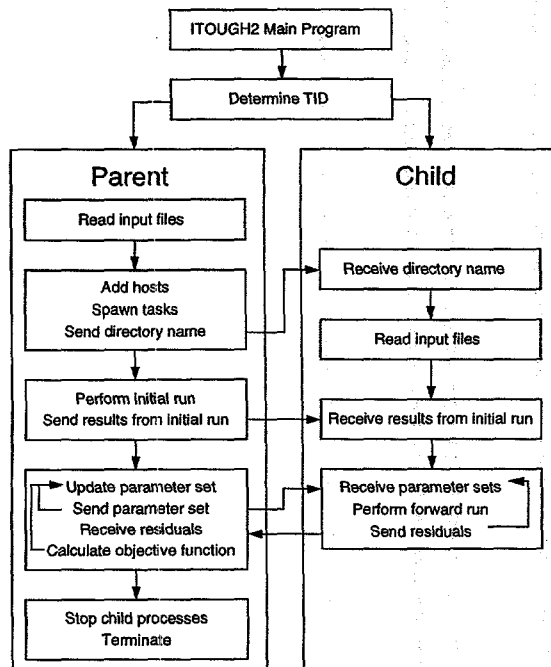 ITOUGH2 Main Program
Determine TID
Parent
Read input files
Add hosts
Spawn tasks
Send directory name
Perform initial run
Send results from initial run
Update parameter set
Send parameter set
Receive residuals
Calculate objective function
Stop child processes
Terminate
Child
Receive directory name
Read input files
Receive results from initial run
Receive parameter sets
Perform forward run
Send residuals